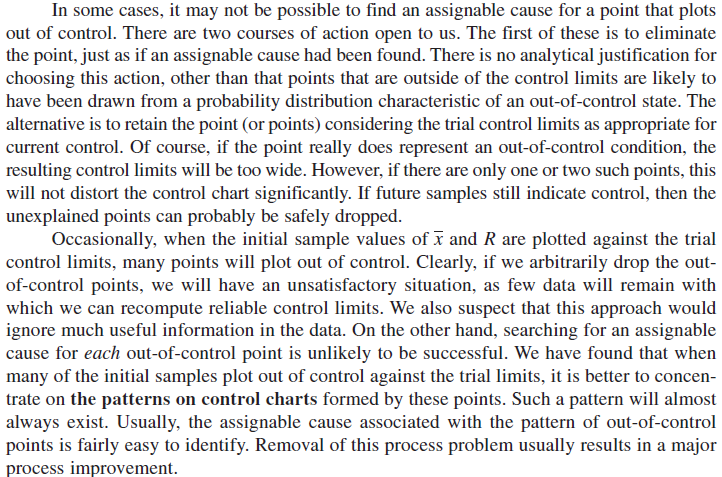 In some cases, it may not be possible to find an assignable cause for a point that plots
out of control. There are two courses of action open to us. The first of these is to eliminate
the point, just as if an assignable cause had been found. There is no analytical justification for
choosing this action, other than that points that are outside of the control limits are likely to
have been drawn from a probability distribution characteristic of an out-of-control state. The
alternative is to retain the point (or points) considering the trial control limits as appropriate for
current control. Of course, if the point really does represent an out-of-control condition, the
resulting control limits will be too wide. However, if there are only one or two such points, this
will not distort the control chart significantly. If future samples still indicate control, then the
unexplained points can probably be safely dropped.
Occasionally, when the initial sample values of x̄ and R are plotted against the trial
control limits, many points will plot out of control. Clearly, if we arbitrarily drop the out-
of-control points, we will have an unsatisfactory situation, as few data will remain with
which we can recompute reliable control limits. We also suspect that this approach would
ignore much useful information in the data. On the other hand, searching for an assignable
cause for each out-of-control point is unlikely to be successful. We have found that when
many of the initial samples plot out of control against the trial limits, it is better to concen-
trate on the patterns on control charts formed by these points. Such a pattern will almost
always exist. Usually, the assignable cause associated with the pattern of out-of-control
points is fairly easy to identify. Removal of this process problem usually results in a major
process improvement.